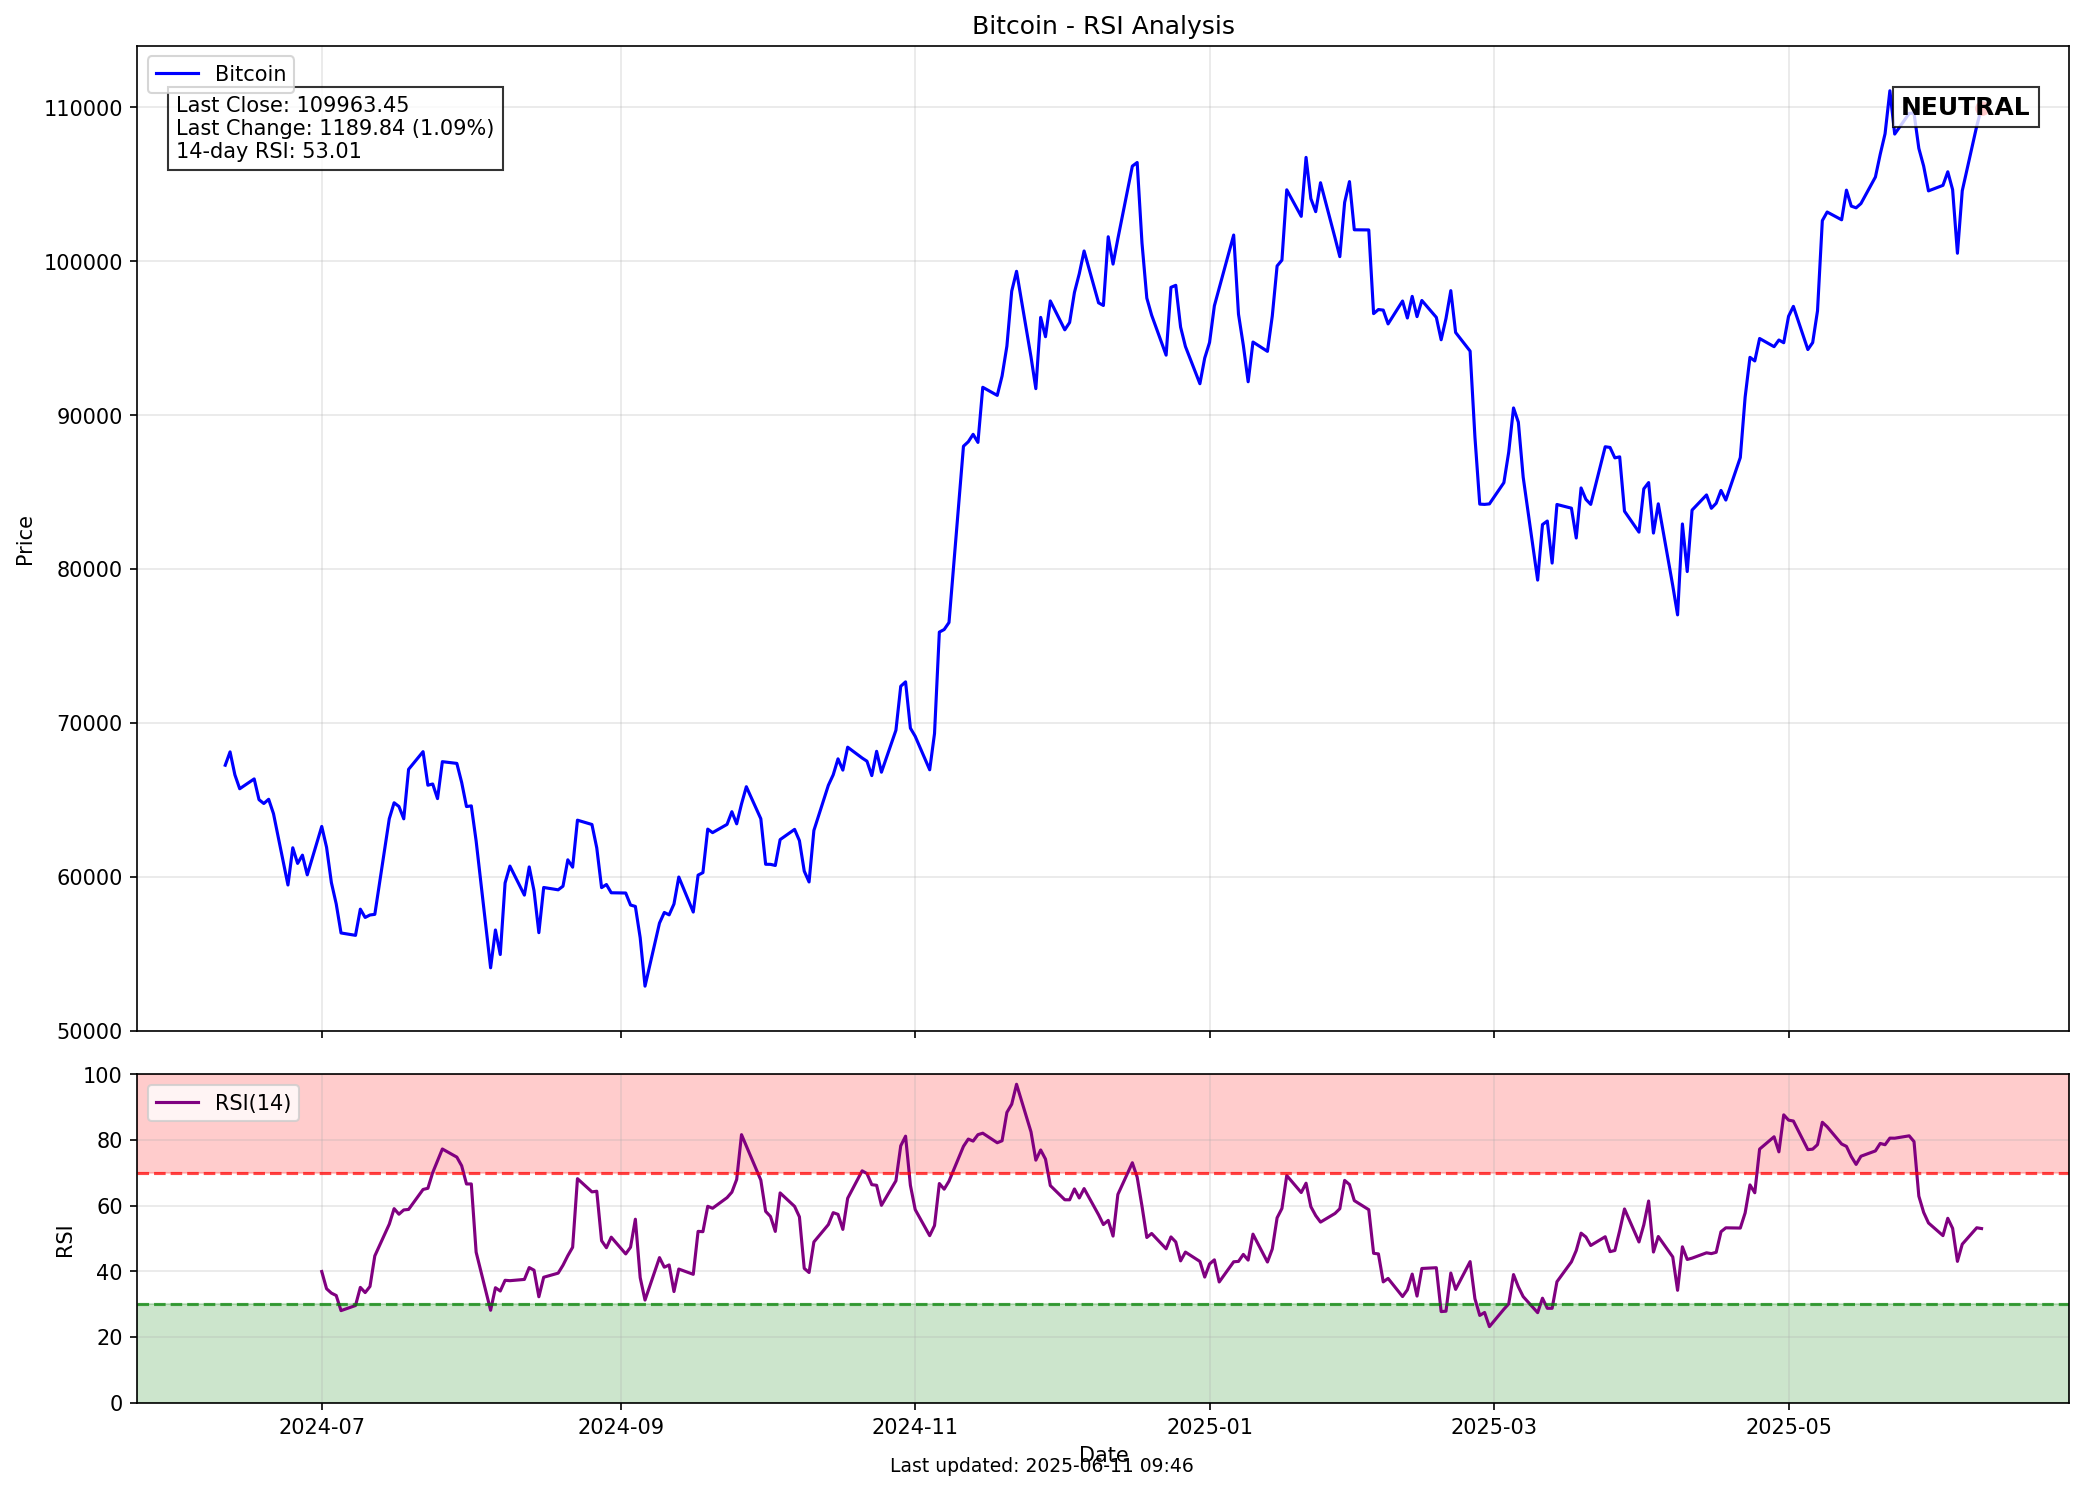 Bitcoin - RSI Analysis
Bitcoin
Last Close: 109963.45
Last Change: 1189.84 (1.09%)
14-day RSI: 53.01
NEUTRAL
110000
100000
90000
80000
70000
60000
50000
Price
RSI(14)
100
80
60
40
20
0
RSI
2024-07
2024-09
2024-11
2025-01
2025-03
2025-05
Date
Last updated: 2025-06-11 09:46